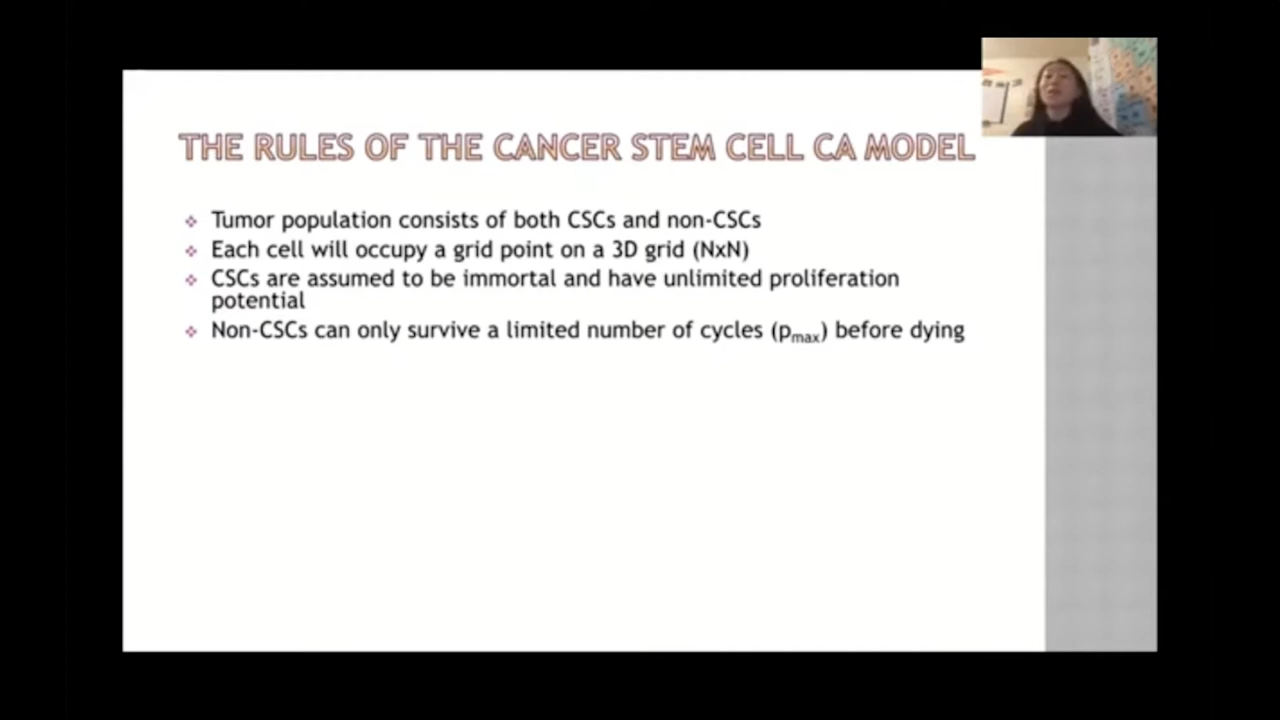 THE RULES OF THE CANCER STEM CELL CA MODEL
❖ Tumor population consists of both CSCs and non-CSCs
❖ Each cell will occupy a grid point on a 3D grid (NxN)
❖ CSCs are assumed to be immortal and have unlimited proliferation
potential
❖ Non-CSCs can only survive a limited number of cycles (pmax) before dying